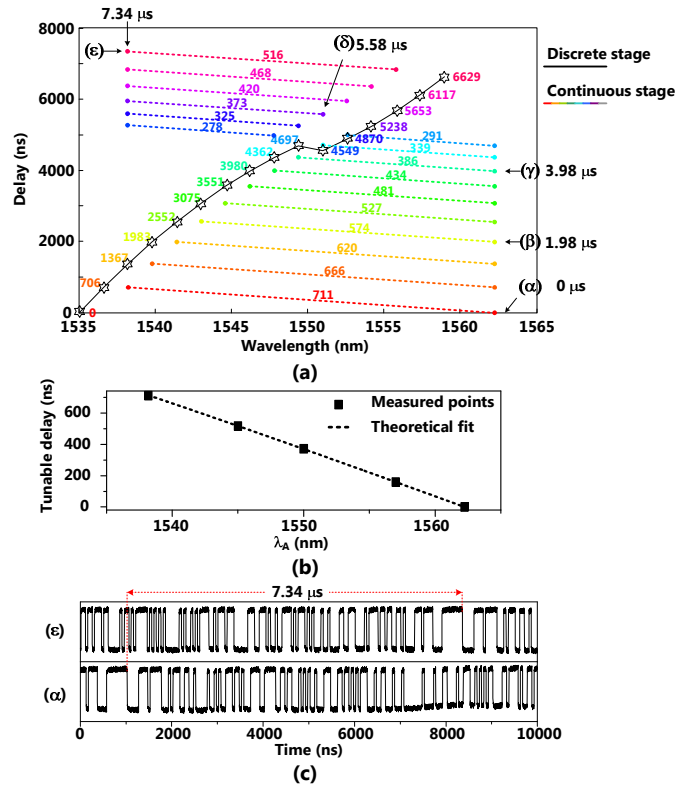 7.34 μs
(a)
8000
(ε)
516
(δ) 5.58 μs
Discrete stage
468
6629
Continuous stage
420
6117
6000
373
5653
325
5238
278
4697
4870
291
4362
4549
339
Delay (ns)
4000
3980
386
(γ) 3.98 μs
3551
434
3075
481
2552
527
2000
1983
574
(β) 1.98 μs
1367
620
706
666
711
(α) 0 μs
0
0
1535
1540
1545
1550
1555
1560
1565
Wavelength (nm)
(a)
Tunable delay (ns)
600
400
200
0
Measured points
Theoretical fit
1540
1550
1560
λA (nm)
(b)
7.34 μs
(ε)
(α)
0
2000
4000
6000
8000
10000
Time (ns)
(c)